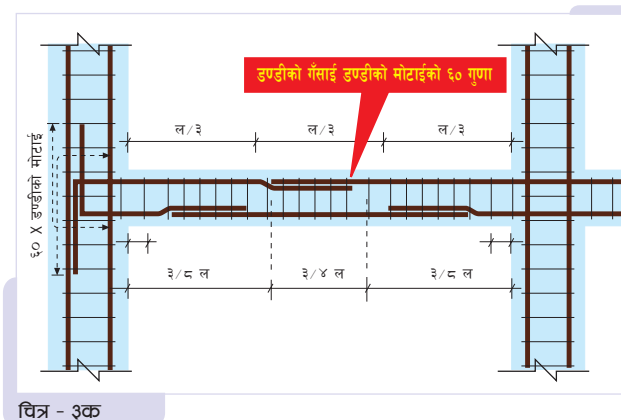 डण्डीको गँसाई डण्डीको मोटाईको ६० गुणा
ल/३ ल/३ ल/३
६० X डण्डीको मोटाई
३/८ ल ३/४ ल ३/८ ल
चित्र - ३क